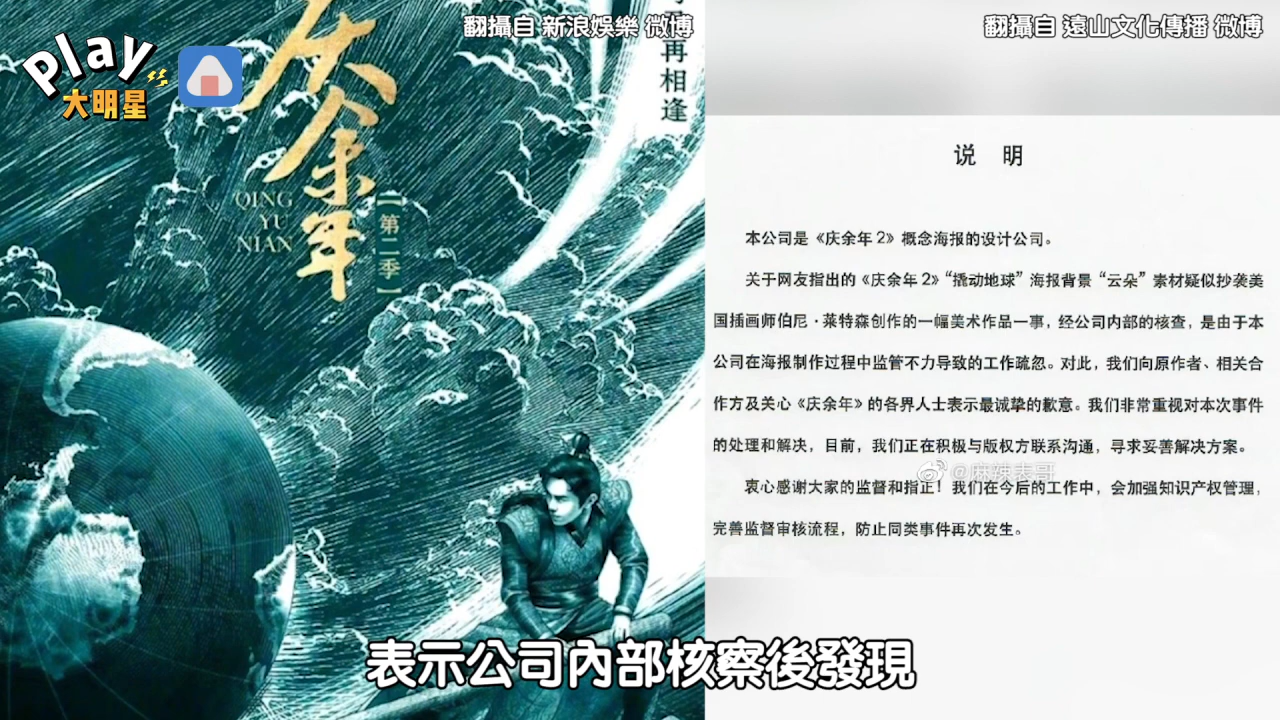 翻攝自 新浪娛樂 微博
翻攝自 遠山文化傳播 微博
Play
大明星
庆余年
QING
YU
NIAN
【第二季】
再相逢
说 明
本公司是《庆余年2》概念海报的设计公司。
关于网友指出的《庆余年2》“撬动地球”海报背景“云朵”素材疑似抄袭美
国插画师伯尼·莱特森创作的一幅美术作品一事，经公司内部的核查，是由于本
公司在海报制作过程中监管不力导致的工作疏忽。对此，我们向原作者、相关合
作方及关心《庆余年》的各界人士表示最诚挚的歉意。我们非常重视对本次事件
的处理和解决，目前，我们正在积极与版权方联系沟通，寻求妥善解决方案。
@麻辣表哥
衷心感谢大家的监督和指正！我们在今后的工作中，会加强知识产权管理，
完善监督审核流程，防止同类事件再次发生。
表示公司內部核察後發現